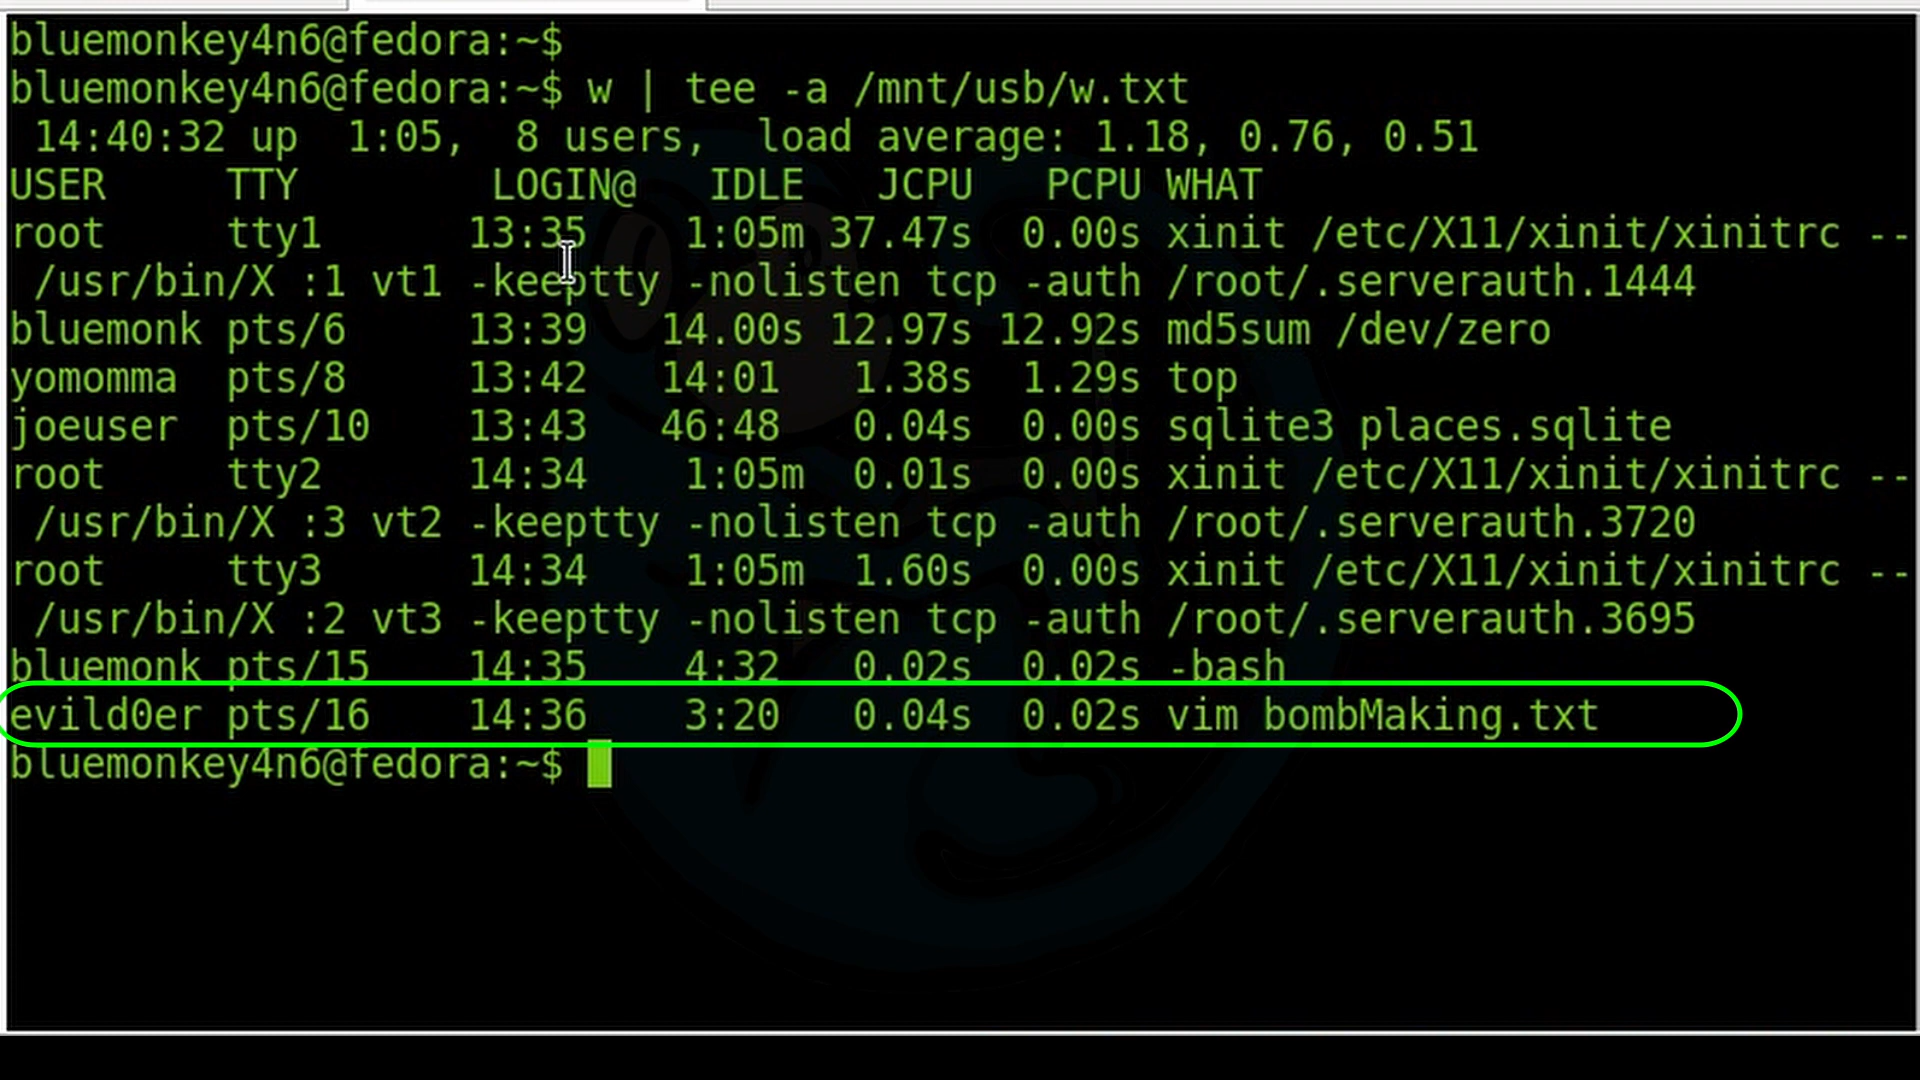 bluemonkey4n6@fedora:~$
bluemonkey4n6@fedora:~$ w | tee -a /mnt/usb/w.txt
 14:40:32 up  1:05,  8 users,  load average: 1.18, 0.76, 0.51
USER     TTY        LOGIN@   IDLE   JCPU   PCPU WHAT
root     tty1      13:35    1:05m 37.47s  0.00s xinit /etc/X11/xinit/xinitrc --
 /usr/bin/X :1 vt1 -keeptty -nolisten tcp -auth /root/.serverauth.1444
bluemonk pts/6     13:39   14.00s 12.97s 12.92s md5sum /dev/zero
yomomma  pts/8     13:42   14:01   1.38s  1.29s top
joeuser  pts/10    13:43   46:48   0.04s  0.00s sqlite3 places.sqlite
root     tty2      14:34    1:05m  0.01s  0.00s xinit /etc/X11/xinit/xinitrc --
 /usr/bin/X :3 vt2 -keeptty -nolisten tcp -auth /root/.serverauth.3720
root     tty3      14:34    1:05m  1.60s  0.00s xinit /etc/X11/xinit/xinitrc --
 /usr/bin/X :2 vt3 -keeptty -nolisten tcp -auth /root/.serverauth.3695
bluemonk pts/15    14:35    4:32   0.02s  0.02s -bash
evild0er pts/16    14:36    3:20   0.04s  0.02s vim bombMaking.txt
bluemonkey4n6@fedora:~$